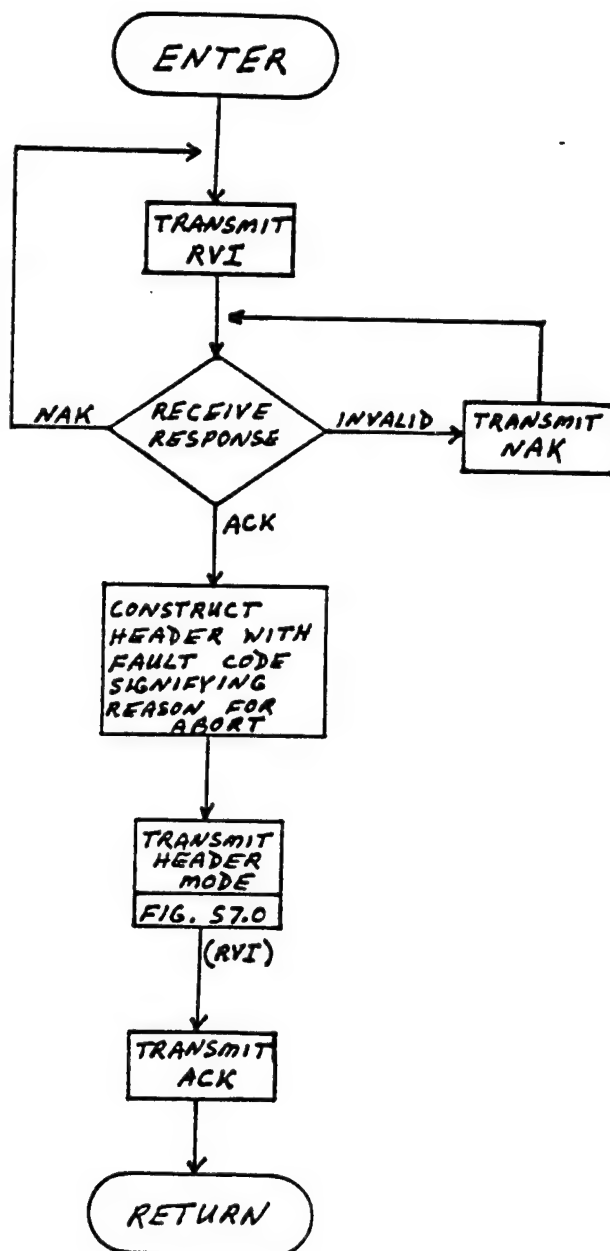 ENTER
TRANSMIT
RVI
NAK
RECEIVE
RESPONSE
INVALID
TRANSMIT
NAK
ACK
CONSTRUCT
HEADER WITH
FAULT CODE
SIGNIFYING
REASON FOR
ABORT
TRANSMIT
HEADER
MODE
FIG. S7.0
(RVI)
TRANSMIT
ACK
RETURN